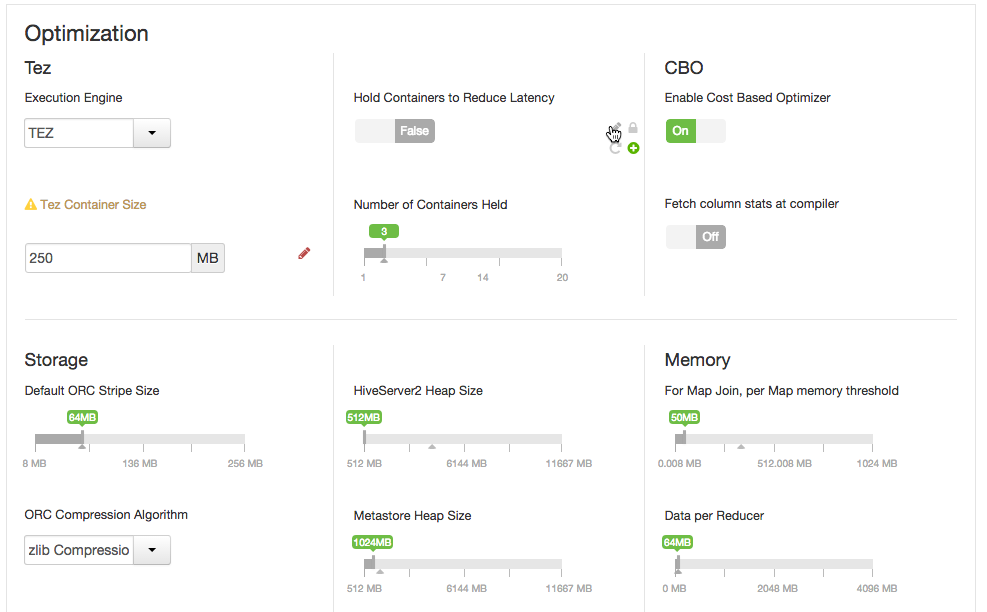 Optimization
Tez
Execution Engine
TEZ
Tez Container Size
250 MB
Hold Containers to Reduce Latency
False
Number of Containers Held
3
1 7 14 20
CBO
Enable Cost Based Optimizer
On
Fetch column stats at compiler
Off
Storage
Default ORC Stripe Size
64MB
8 MB 136 MB 256 MB
ORC Compression Algorithm
zlib Compressio
HiveServer2 Heap Size
512MB
512 MB 6144 MB 11667 MB
Metastore Heap Size
1024MB
512 MB 6144 MB 11667 MB
Memory
For Map Join, per Map memory threshold
50MB
0.008 MB 512.008 MB 1024 MB
Data per Reducer
64MB
0 MB 2048 MB 4096 MB